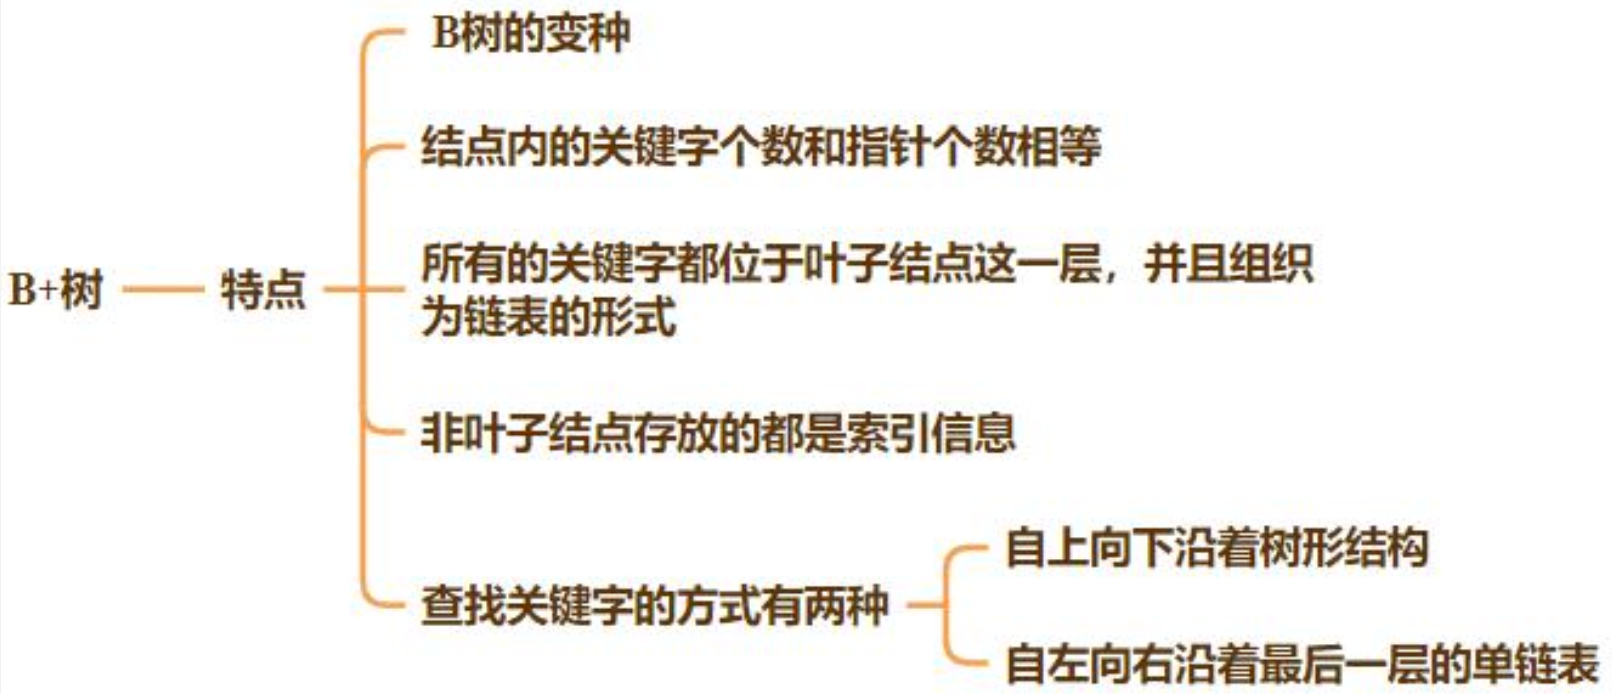 B树的变种
结点内的关键字个数和指针个数相等
所有的关键字都位于叶子结点这一层，并且组织
为链表的形式
B+树
特点
非叶子结点存放的都是索引信息
查找关键字的方式有两种
自上向下沿着树形结构
自左向右沿着最后一层的单链表